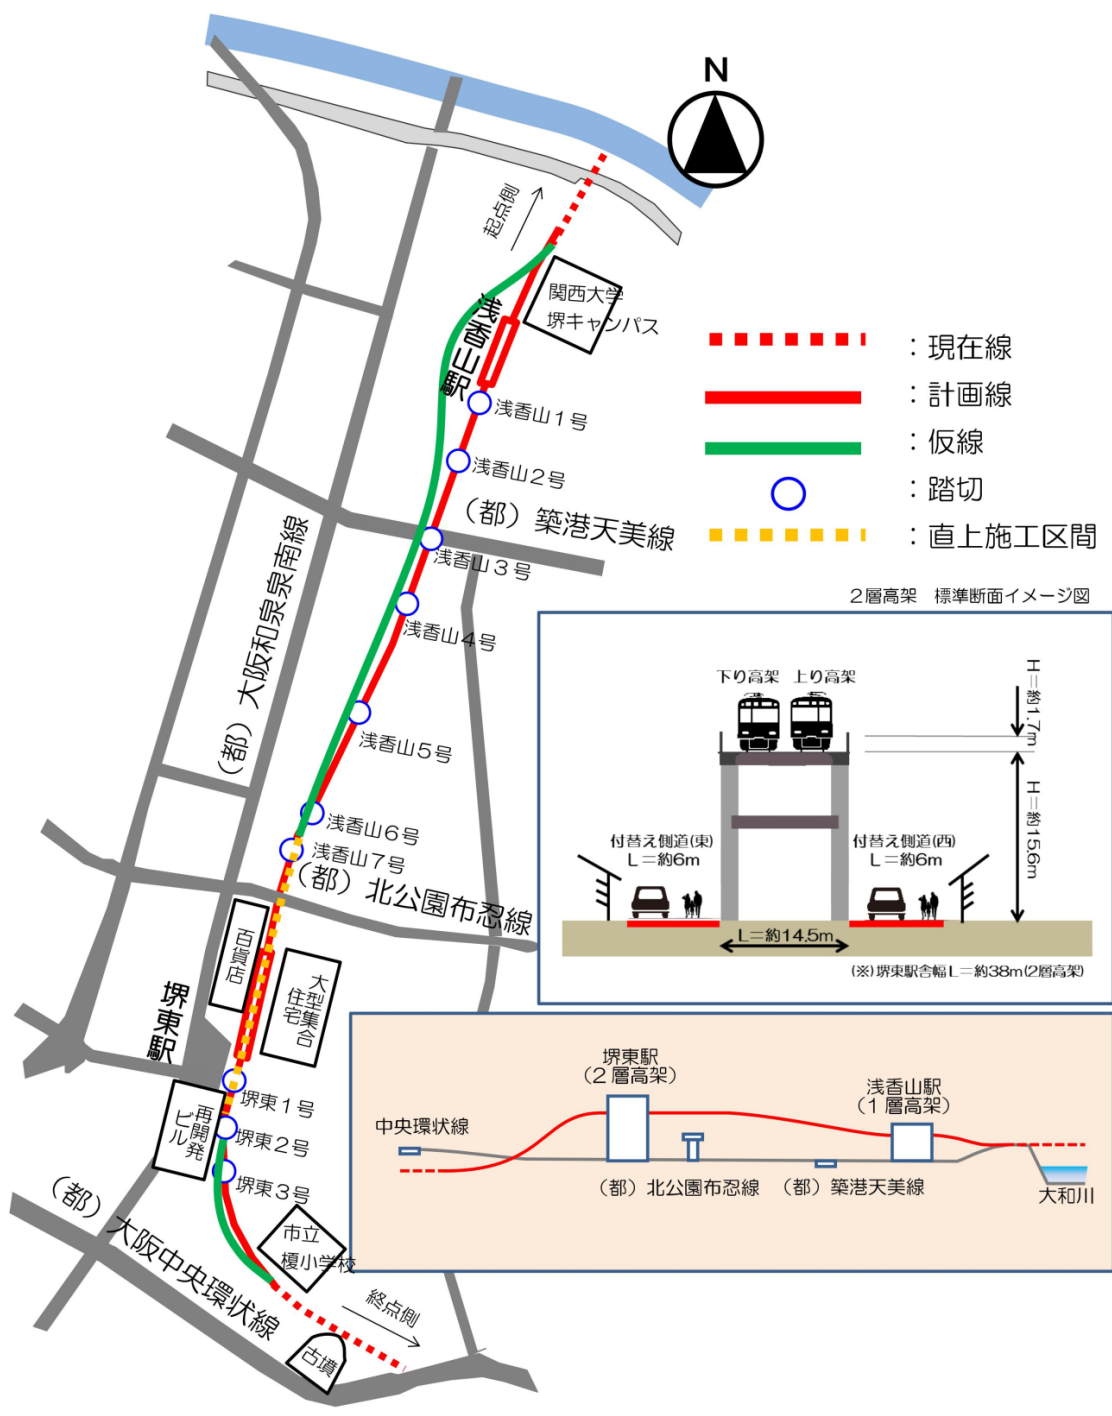 N
起点側
関西大学
堺キャンパス
浅香山駅
浅香山1号
浅香山2号
(都)築港天美線
浅香山3号
浅香山4号
(都)大阪和泉泉南線
浅香山5号
浅香山6号
浅香山7号
(都)北公園布忍線
百貨店
大型集合
住宅
堺東駅
堺東1号
再開発
ビル
堺東2号
堺東3号
(都)大阪中央環状線
市立
榎小学校
終点側
古墳
:現在線
:計画線
:仮線
:踏切
:直上施工区間
2層高架 標準断面イメージ図
下り高架 上り高架
H=約1.7m
H=約15.6m
付替え側道(東)
L=約6m
付替え側道(西)
L=約6m
L=約14.5m
(※)堺東駅舎幅L=約38m(2層高架)
堺東駅
(2層高架)
浅香山駅
(1層高架)
中央環状線
(都)北公園布忍線
(都)築港天美線
大和川